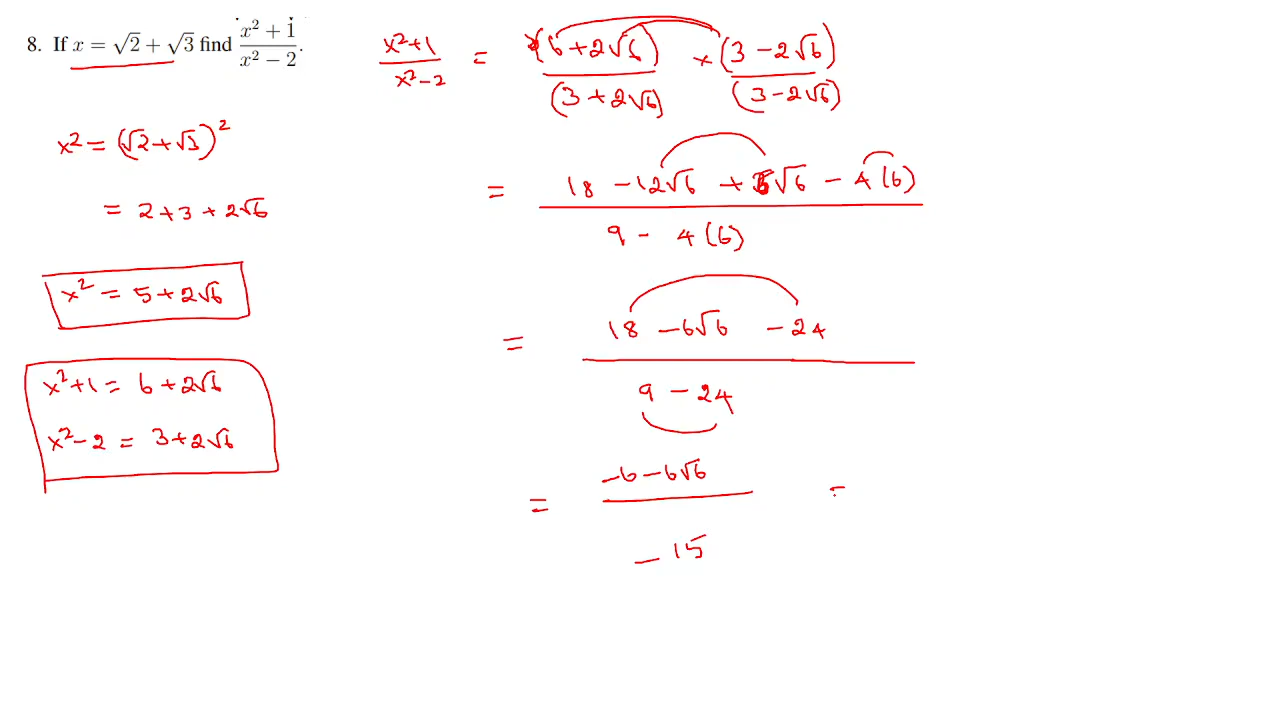 8. If x = √2 + √3 find (x² + 1)/(x² − 2).
x² = (√2 + √3)²
= 2 + 3 + 2√6
x² = 5 + 2√6
x² + 1 = 6 + 2√6
x² − 2 = 3 + 2√6
(x² + 1)/(x² − 2) = (6 + 2√6)/(3 + 2√6) × (3 − 2√6)/(3 − 2√6)
= (18 − 12√6 + 6√6 − 4(6))/(9 − 4(6))
= (18 − 6√6 − 24)/(9 − 24)
= (−6 − 6√6)/(−15) =